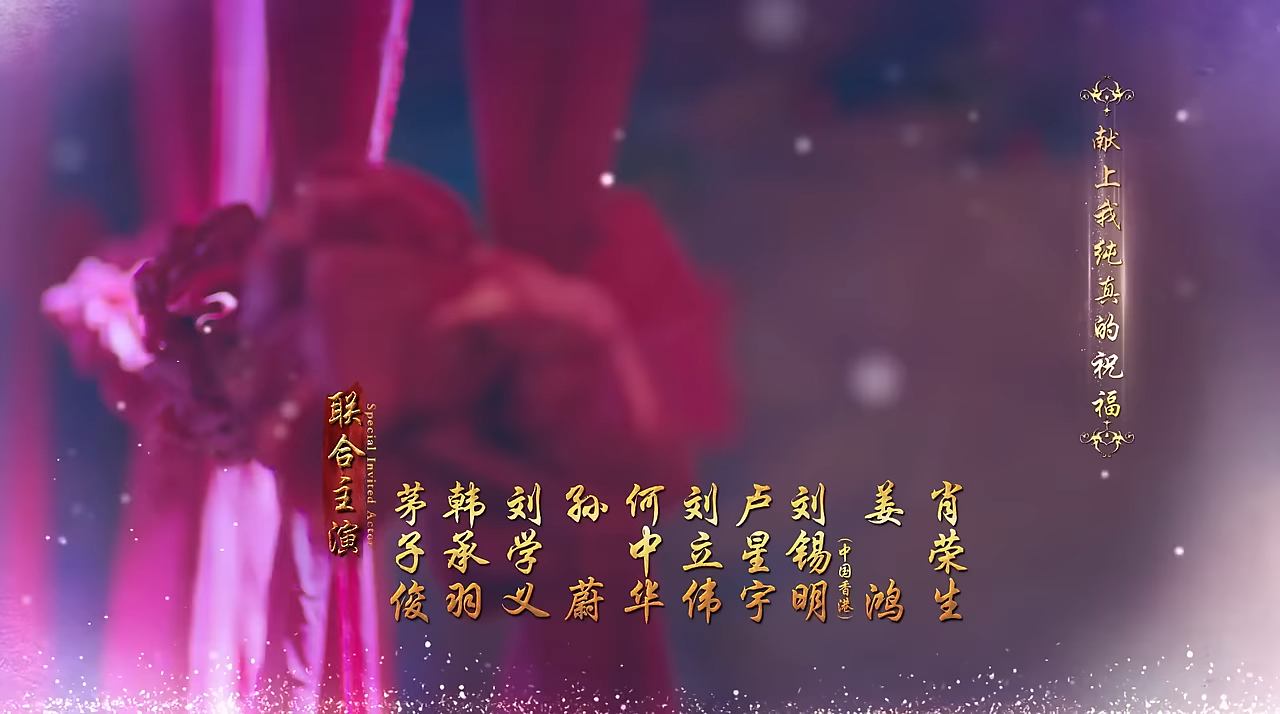 献上我纯真的祝福
联合主演
Special Invited Actor
茅子俊
韩承羽
刘学义
孙蔚
何中华
刘立伟
卢星宇
刘锡明
(中国香港)
姜鸿
肖荣生